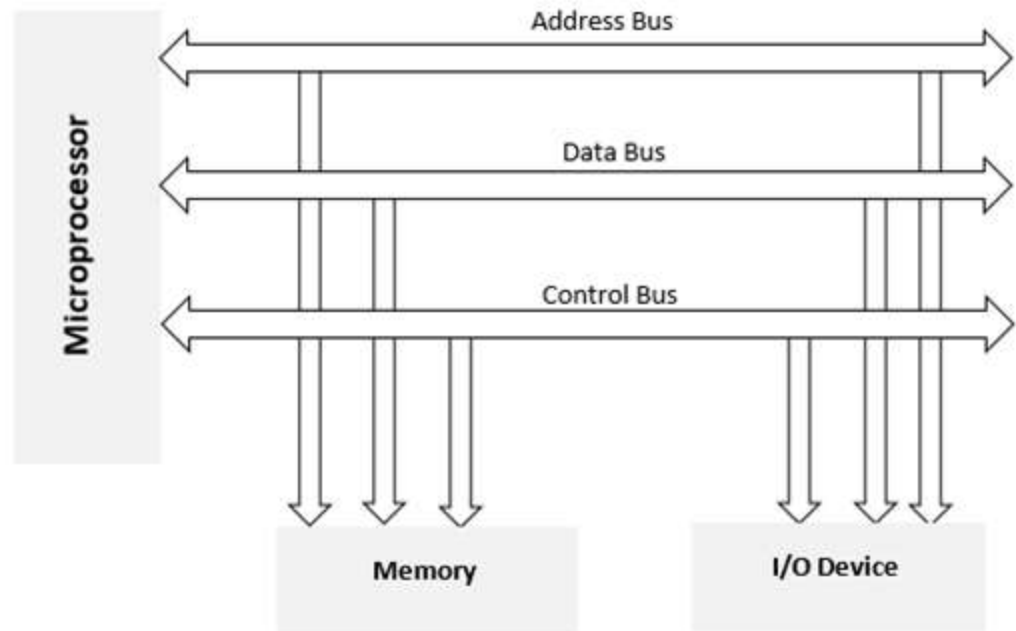 Address Bus
Microprocessor
Data Bus
Control Bus
Memory
I/O Device